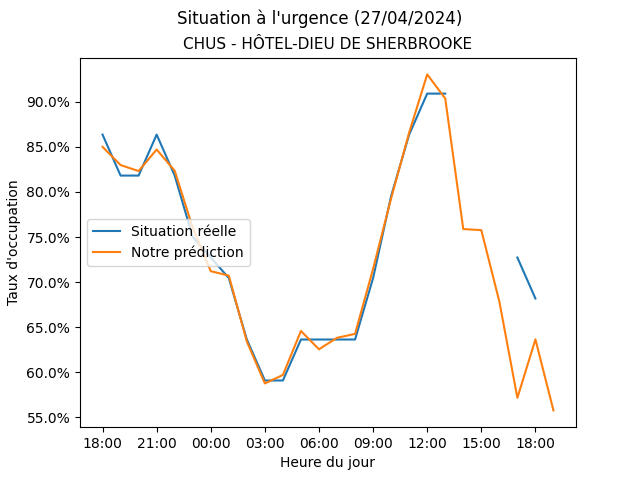 Situation à l'urgence (27/04/2024)
CHUS - HÔTEL-DIEU DE SHERBROOKE
90.0%
85.0%
80.0%
75.0%
70.0%
65.0%
60.0%
55.0%
Taux d'occupation
Situation réelle
Notre prédiction
18:00 21:00 00:00 03:00 06:00 09:00 12:00 15:00 18:00
Heure du jour